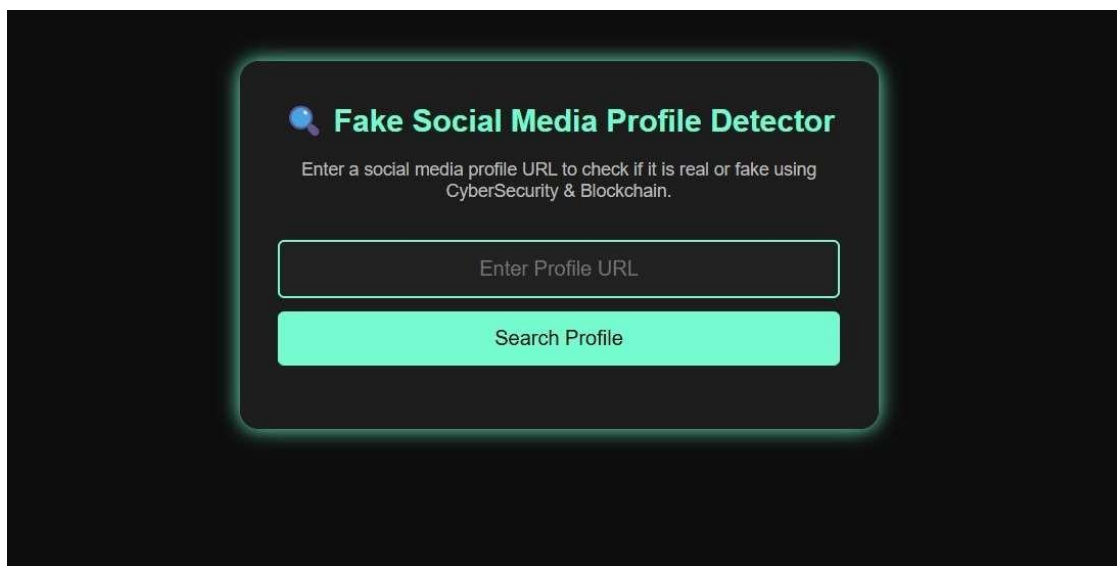 🔍 Fake Social Media Profile Detector
Enter a social media profile URL to check if it is real or fake using
CyberSecurity & Blockchain.
Enter Profile URL
Search Profile